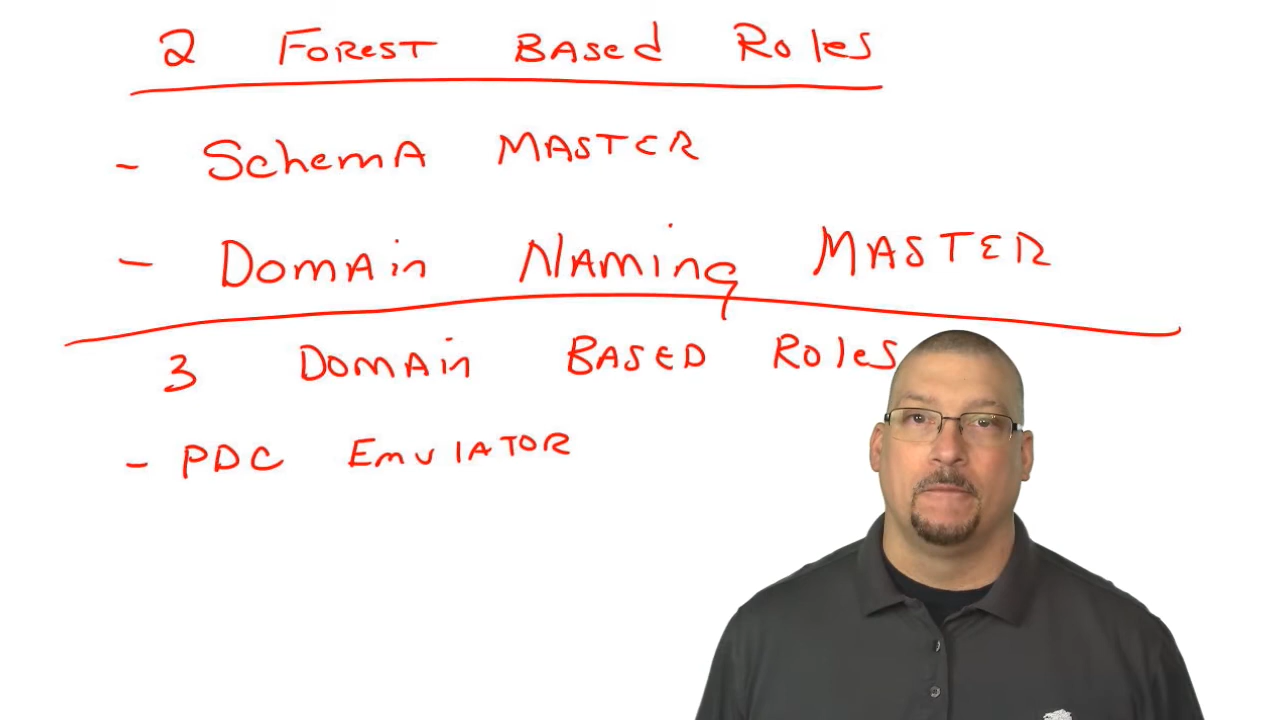 2 Forest Based Roles
- Schema Master
- Domain Naming Master
3 Domain Based Roles
- PDC Emulator